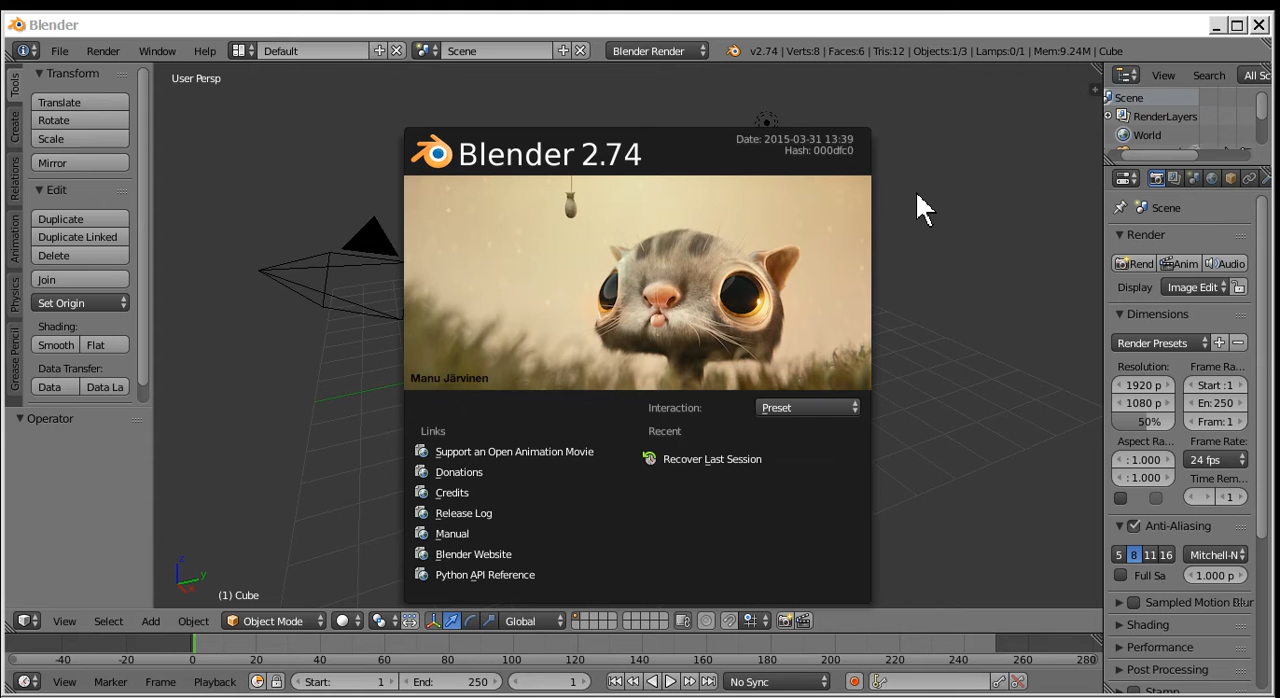 Blender
File Render Window Help Default Scene Blender Render v2.74 | Verts:8 | Faces:6 | Tris:12 | Objects:1/3 | Lamps:0/1 | Mem:9.24M | Cube
Tools
Create
Relations
Animation
Physics
Grease Pencil
Transform
Translate
Rotate
Scale
Mirror
Edit
Duplicate
Duplicate Linked
Delete
Join
Set Origin
Shading:
Smooth Flat
Data Transfer:
Data Data La
Operator
User Persp
Blender 2.74
Date: 2015-03-31 13:39
Hash: 000dfc0
Manu Järvinen
Interaction: Preset
Links
Support an Open Animation Movie
Donations
Credits
Release Log
Manual
Blender Website
Python API Reference
Recent
Recover Last Session
z
y
x
(1) Cube
View Search All Sc
Scene
RenderLayers
World
Scene
Render
Rend Anim Audio
Display Image Edit
Dimensions
Render Presets
Resolution: Frame Ra...
1920 p Start :1
1080 p En: 250
50% Fram: 1
Aspect Ra... Frame Rate:
: 1.000 24 fps
: 1.000 Time Rem...
1
Anti-Aliasing
5 8 11 16 Mitchell-N
Full Sa 1.000 p
Sampled Motion Blur
Shading
Performance
Post Processing
Stamp
View Select Add Object Object Mode Global
-40 -20 0 20 40 60 80 100 120 140 160 180 200 220 240 260 280
View Marker Frame Playback Start: 1 End: 250 1 No Sync